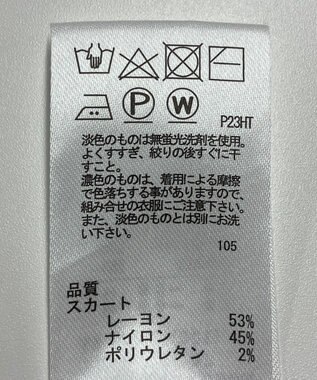 P W P23HT
淡色のものは無蛍光洗剤を使用。
よくすすぎ、絞りの後すぐに干
すこと。
濃色のものは、着用による摩擦
で色落ちする事がありますので、
組み合せの衣服にご注意下さい。
また、淡色のものとは別にお洗
い下さい。
105
品質
スカート
レーヨン 53%
ナイロン 45%
ポリウレタン 2%